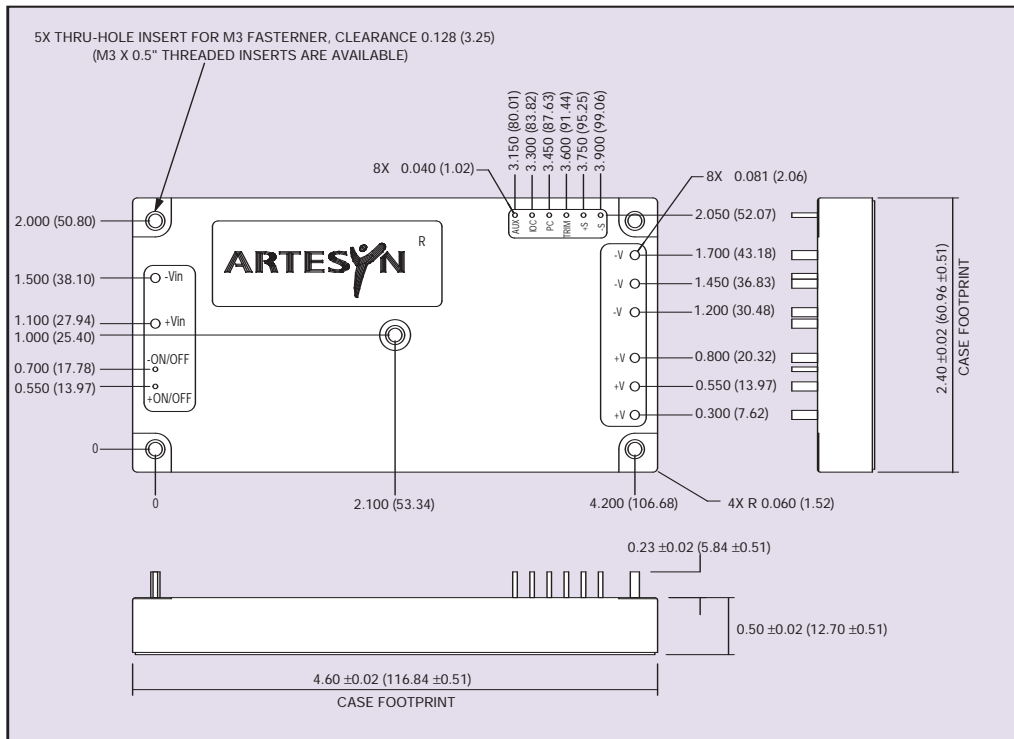 5X THRU-HOLE INSERT FOR M3 FASTERNER, CLEARANCE 0.128 (3.25)
(M3 X 0.5" THREADED INSERTS ARE AVAILABLE)
3.150 (80.01)
3.300 (83.82)
3.450 (87.63)
3.600 (91.44)
3.750 (95.25)
3.900 (99.06)
8X 0.040 (1.02)
8X 0.081 (2.06)
AUX
IOC
PC
TRIM
+S
-S
2.000 (50.80)
2.050 (52.07)
ARTESYN R
-V 1.700 (43.18)
1.500 (38.10) -Vin
-V 1.450 (36.83)
-V 1.200 (30.48)
1.100 (27.94) +Vin
1.000 (25.40)
-ON/OFF
0.700 (17.78)
0.550 (13.97)
+ON/OFF
+V 0.800 (20.32)
+V 0.550 (13.97)
+V 0.300 (7.62)
2.40 ±0.02 (60.96 ±0.51)
CASE FOOTPRINT
0
0
2.100 (53.34)
4.200 (106.68)
4X R 0.060 (1.52)
0.23 ±0.02 (5.84 ±0.51)
0.50 ±0.02 (12.70 ±0.51)
4.60 ±0.02 (116.84 ±0.51)
CASE FOOTPRINT